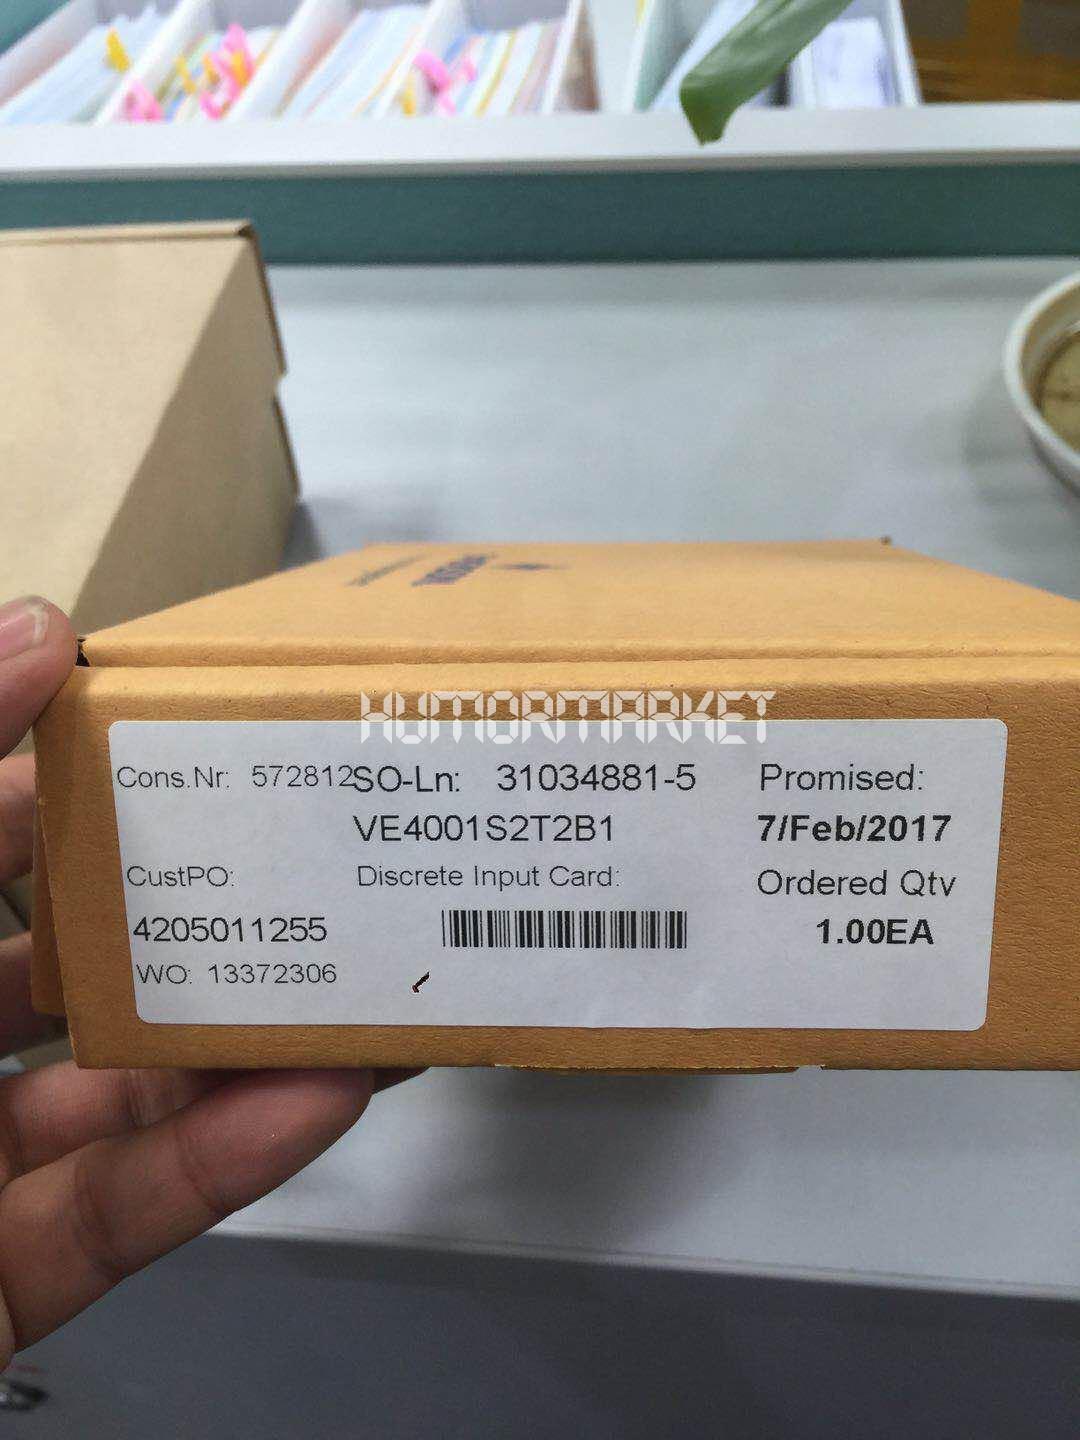 HUMORMARKET
Cons.Nr: 572812 SO-Ln: 31034881-5 Promised:
VE4001S2T2B1 7/Feb/2017
CustPO: Discrete Input Card: Ordered Qty
4205011255 1.00EA
WO: 13372306